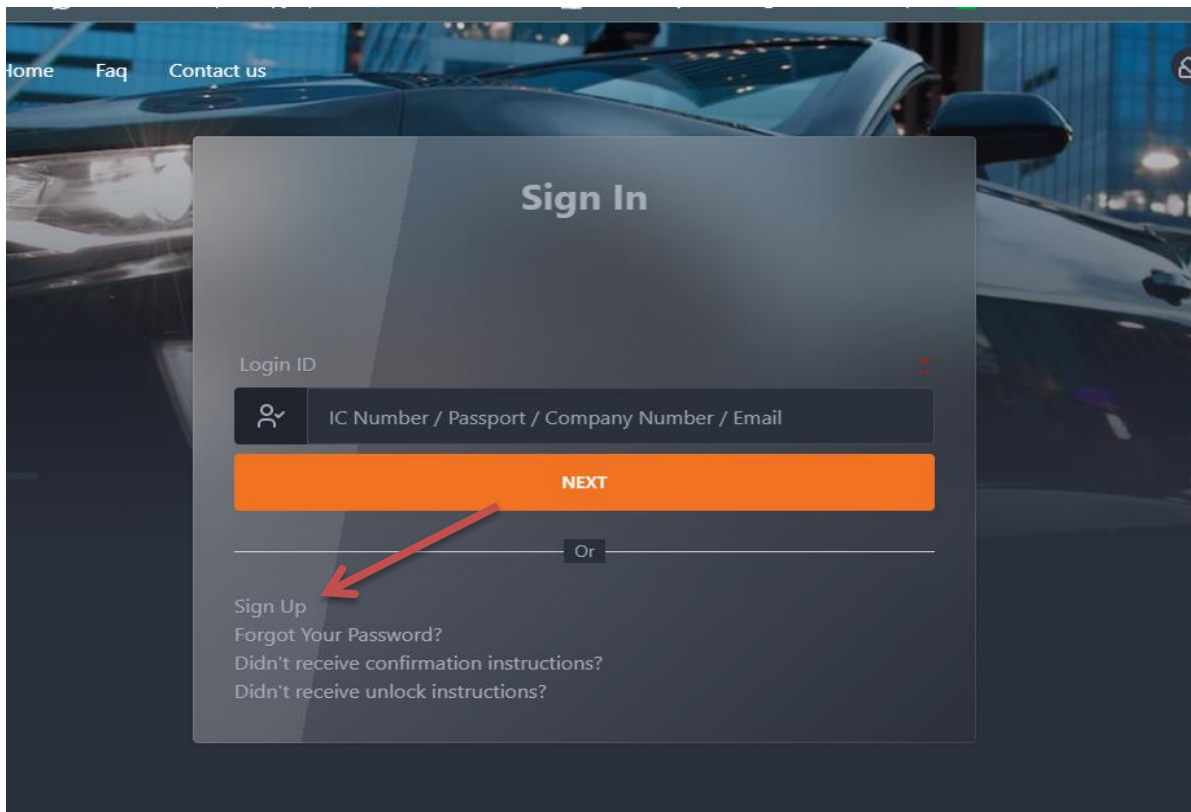 Home Faq Contact us
Sign In
Login ID
IC Number / Passport / Company Number / Email
NEXT
Or
Sign Up
Forgot Your Password?
Didn't receive confirmation instructions?
Didn't receive unlock instructions?